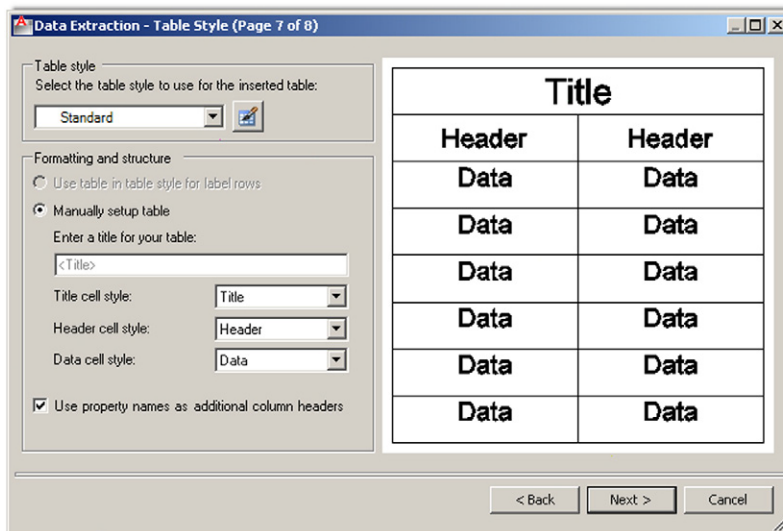 Data Extraction - Table Style (Page 7 of 8)
Table style
Select the table style to use for the inserted table:
Standard
Formatting and structure
Use table in table style for label rows
Manually setup table
Enter a title for your table:
<Title>
Title cell style: Title
Header cell style: Header
Data cell style: Data
Use property names as additional column headers
Title
Header Header
Data Data
Data Data
Data Data
Data Data
Data Data
Data Data
< Back Next > Cancel